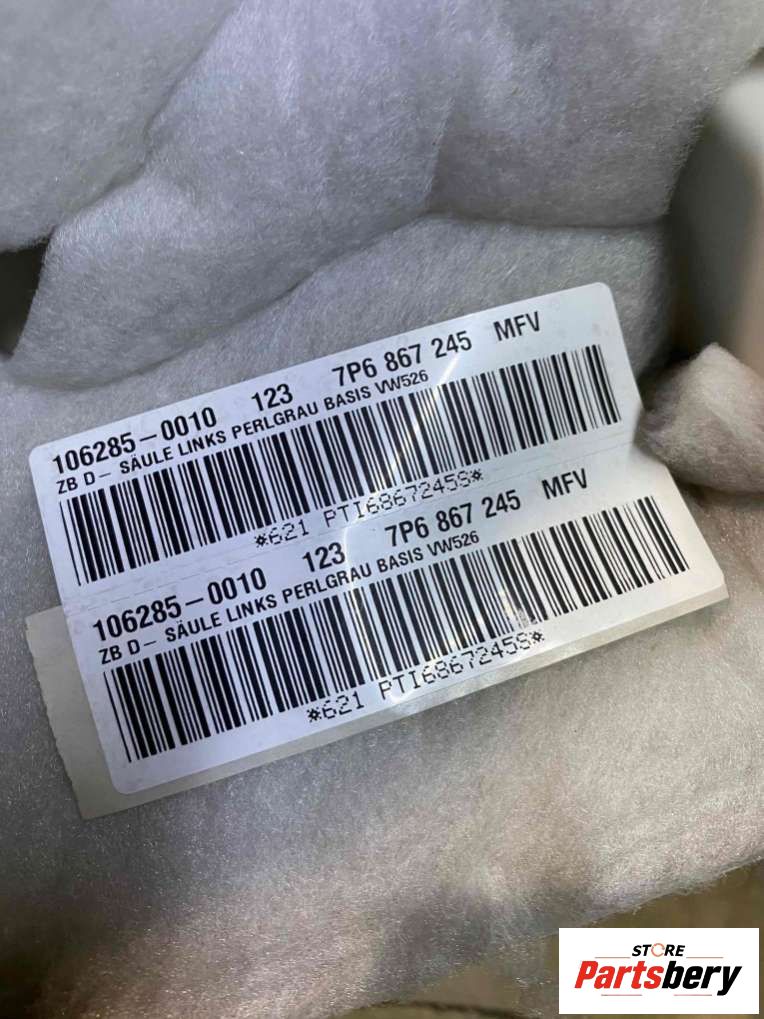 106285-0010 123 7P6 867 245 MFV
ZB D- SÄULE LINKS PERLGRAU BASIS VW526
*621 PTI6867245S*
106285-0010 123 7P6 867 245 MFV
ZB D- SÄULE LINKS PERLGRAU BASIS VW526
*621 PTI6867245S*
STORE
Partsbery